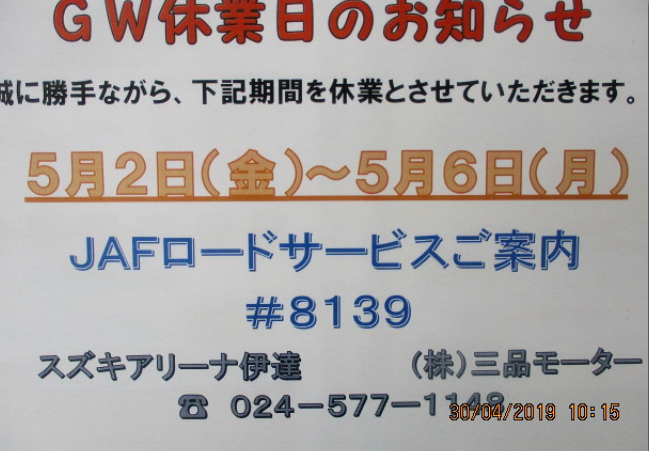 GW休業日のお知らせ
誠に勝手ながら、下記期間を休業とさせていただきます。
5月2日(金)～5月6日(月)
JAFロードサービスご案内
#8139
スズキアリーナ伊達 (株)三品モーター
☎ 024-577-1148
30/04/2019 10:15